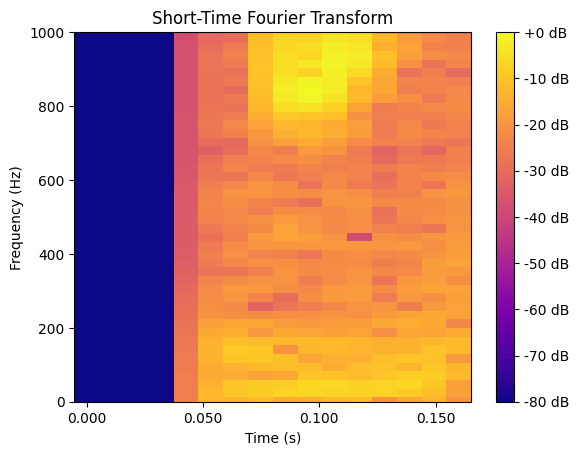 Short-Time Fourier Transform
1000
800
600
400
200
0
Frequency (Hz)
0.000
0.050
0.100
0.150
Time (s)
+0 dB
-10 dB
-20 dB
-30 dB
-40 dB
-50 dB
-60 dB
-70 dB
-80 dB